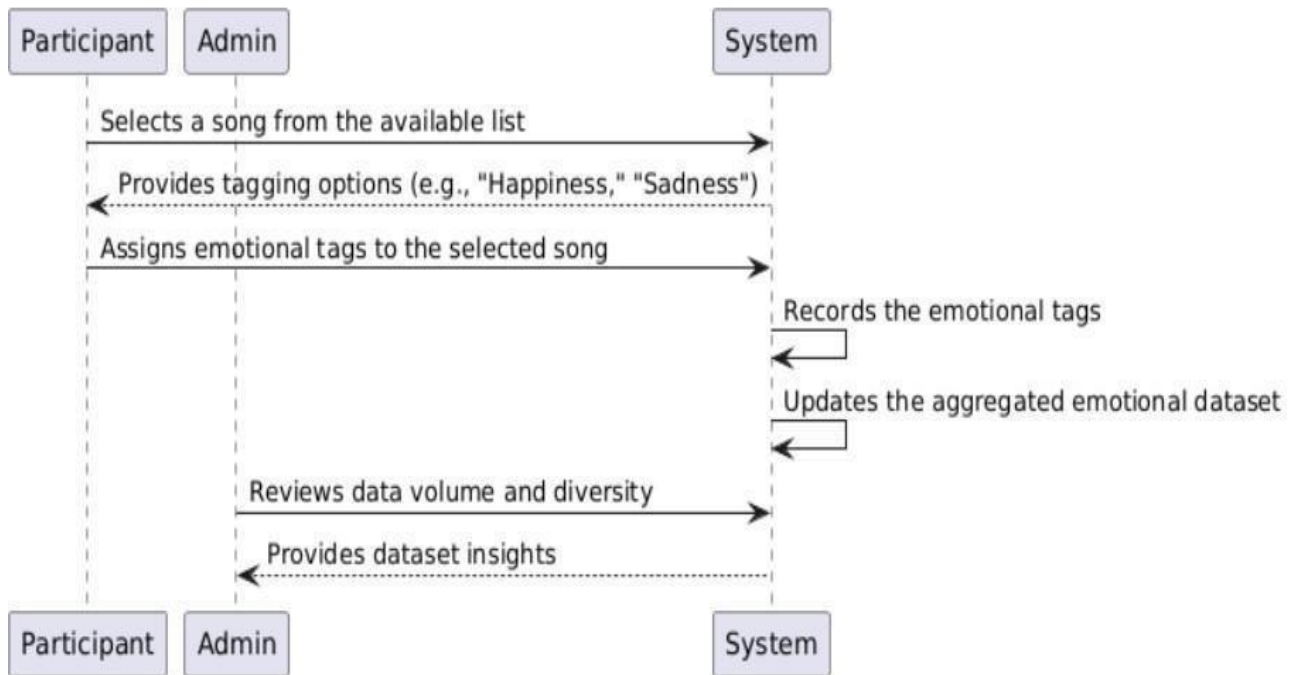 Participant Admin System
Selects a song from the available list
Provides tagging options (e.g., "Happiness," "Sadness")
Assigns emotional tags to the selected song
Records the emotional tags
Updates the aggregated emotional dataset
Reviews data volume and diversity
Provides dataset insights
Participant Admin System